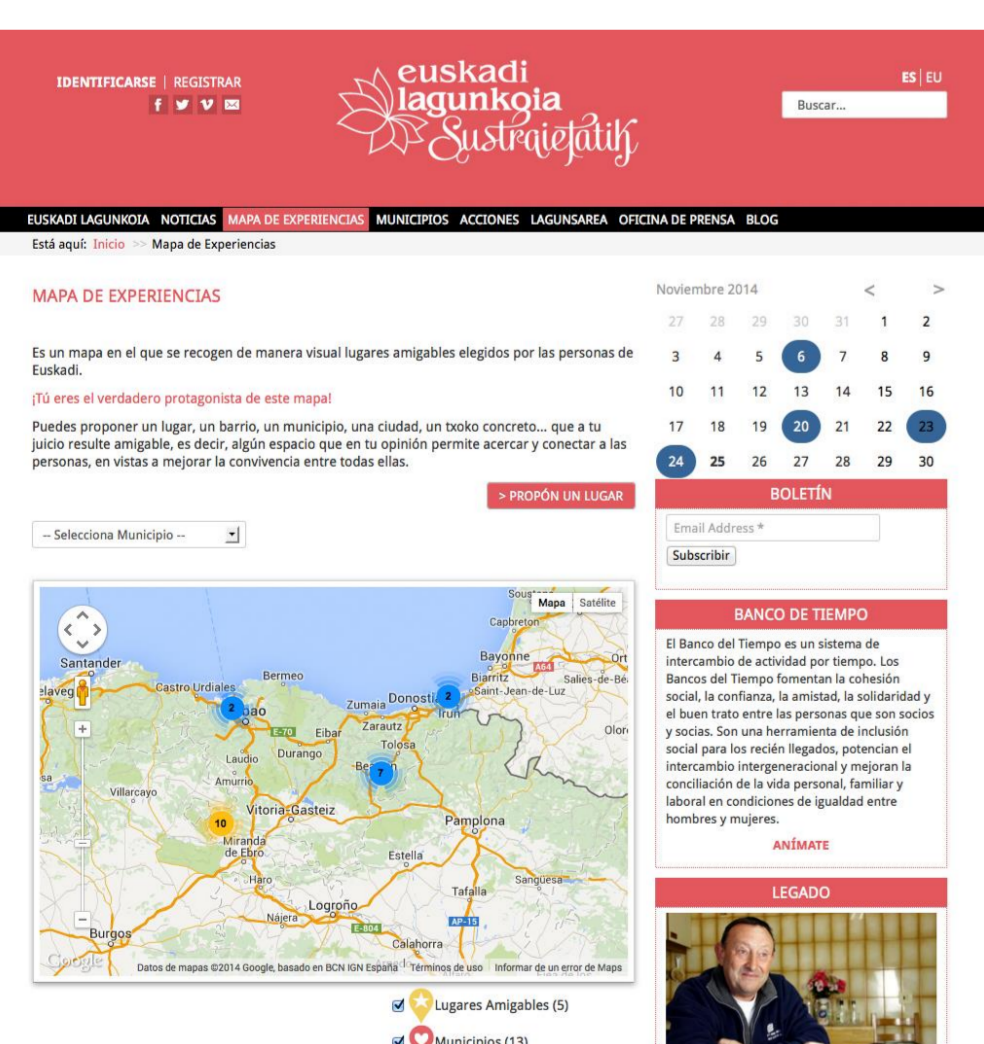 IDENTIFICARSE | REGISTRAR
euskadi
lagunkoia
Sustraietatik
ES | EU
Buscar...
EUSKADI LAGUNKOIA NOTICIAS MAPA DE EXPERIENCIAS MUNICIPIOS ACCIONES LAGUNSAREA OFICINA DE PRENSA BLOG
Está aquí: Inicio >> Mapa de Experiencias
MAPA DE EXPERIENCIAS
Es un mapa en el que se recogen de manera visual lugares amigables elegidos por las personas de
Euskadi.
¡Tú eres el verdadero protagonista de este mapa!
Puedes proponer un lugar, un barrio, un municipio, una ciudad, un txoko concreto... que a tu
juicio resulte amigable, es decir, algún espacio que en tu opinión permite acercar y conectar a las
personas, en vistas a mejorar la convivencia entre todas ellas.
> PROPÓN UN LUGAR
-- Selecciona Municipio --
Mapa Satélite
Capbreton
Bayonne
A64
Biarritz
Salies-de-Béa
Saint-Jean-de-Luz
Santander
Castro Urdiales
Bermeo
Zumaia
Donosti
2
2
Irun
Zarautz
E-70
Eibar
Tolosa
Laudio
Durango
7
Amurrio
Villarcayo
Vitoria-Gasteiz
10
Pamplona
Miranda
de Ebro
Estella
Haro
Sangüesa
Tafalla
Logroño
Nájera
AP-15
E-804
Burgos
Calahorra
Google
Datos de mapas ©2014 Google, basado en BCN IGN España Términos de uso Informar de un error de Maps
Lugares Amigables (5)
Municipios (13)
Noviembre 2014 < >
27 28 29 30 31 1 2
3 4 5 6 7 8 9
10 11 12 13 14 15 16
17 18 19 20 21 22 23
24 25 26 27 28 29 30
BOLETÍN
Email Address *
Subscribir
BANCO DE TIEMPO
El Banco del Tiempo es un sistema de
intercambio de actividad por tiempo. Los
Bancos del Tiempo fomentan la cohesión
social, la confianza, la amistad, la solidaridad y
el buen trato entre las personas que son socios
y socias. Son una herramienta de inclusión
social para los recién llegados, potencian el
intercambio intergeneracional y mejoran la
conciliación de la vida personal, familiar y
laboral en condiciones de igualdad entre
hombres y mujeres.
ANÍMATE
LEGADO